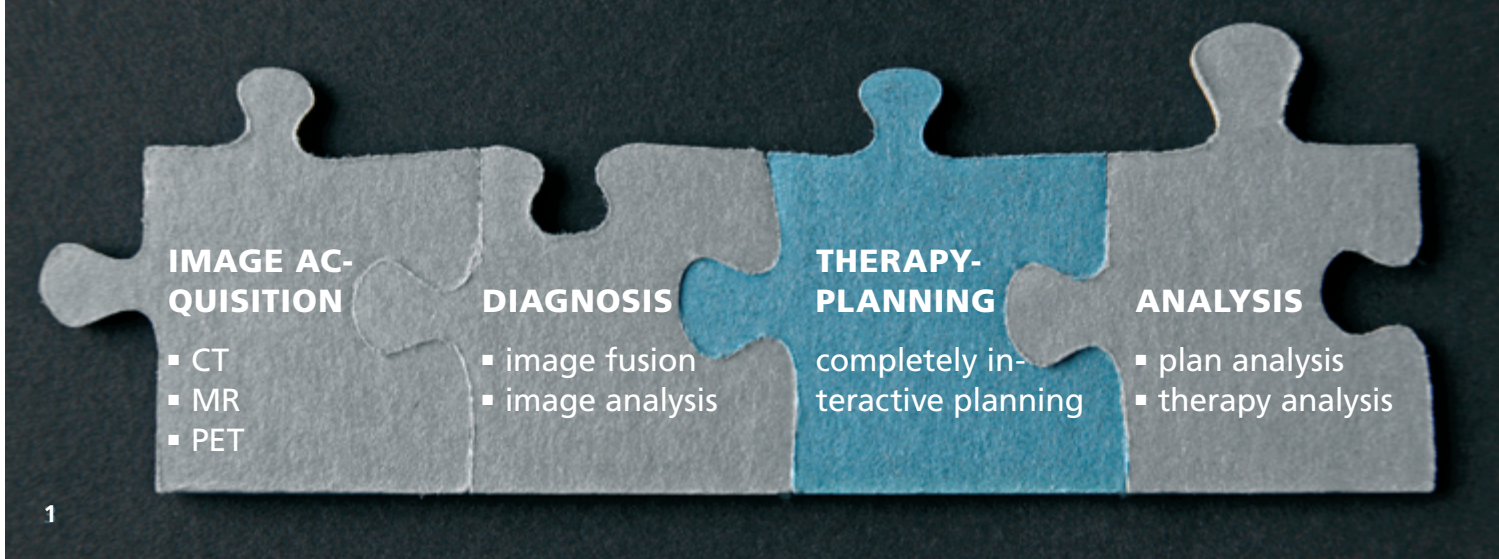 IMAGE AC-
QUISITION
▪ CT
▪ MR
▪ PET
DIAGNOSIS
▪ image fusion
▪ image analysis
THERAPY-
PLANNING
completely in-
teractive planning
ANALYSIS
▪ plan analysis
▪ therapy analysis
1